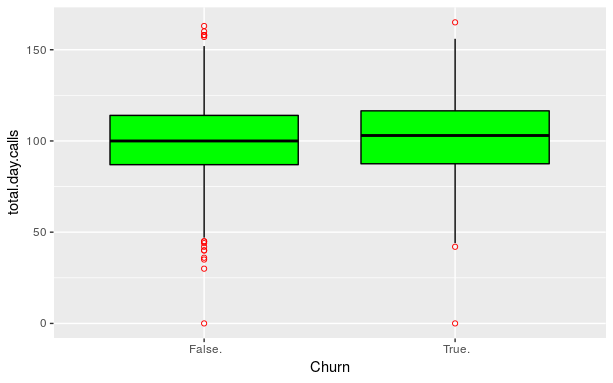 150
100
50
0
total.day.calls
False.
True.
Churn